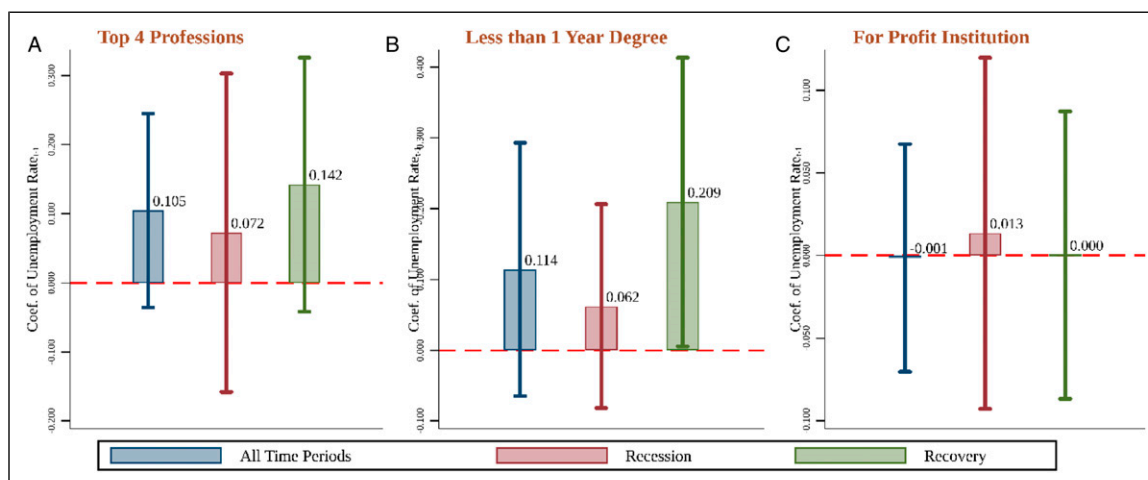 A Top 4 Professions
Coef. of Unemployment Rate t-1
0.300
0.200
0.100
0.000
-0.100
-0.200
0.105
0.072
0.142
B Less than 1 Year Degree
Coef. of Unemployment Rate t-1
0.400
0.300
0.200
0.100
0.000
-0.100
0.114
0.062
0.209
C For Profit Institution
Coef. of Unemployment Rate t-1
0.100
0.050
0.000
0.050
0.100
-0.001
0.013
0.000
All Time Periods
Recession
Recovery